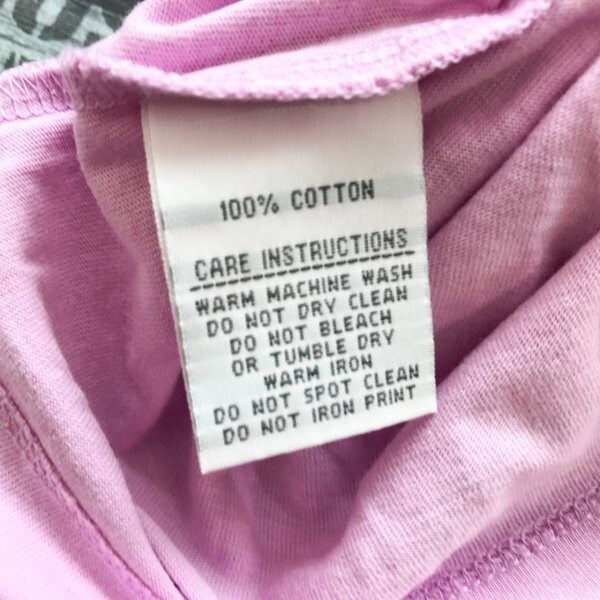 100% COTTON
CARE INSTRUCTIONS
WARM MACHINE WASH
DO NOT DRY CLEAN
DO NOT BLEACH
OR TUMBLE DRY
WARM IRON
DO NOT SPOT CLEAN
DO NOT IRON PRINT